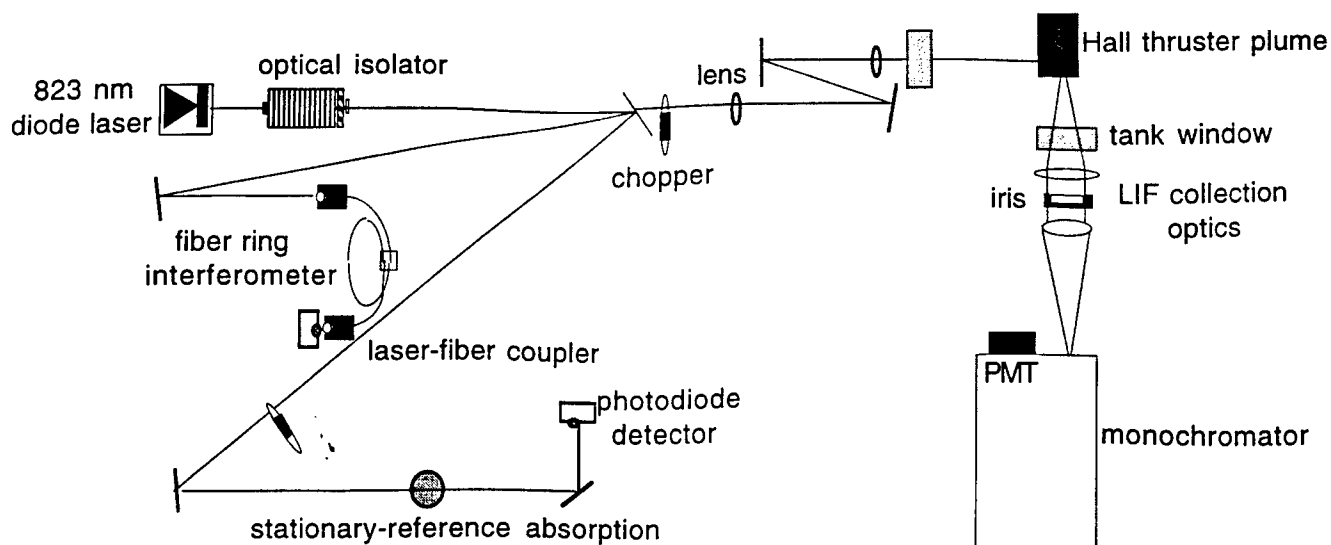 823 nm
diode laser
optical isolator
lens
Hall thruster plume
chopper
tank window
iris
LIF collection
optics
fiber ring
interferometer
laser-fiber coupler
photodiode
detector
PMT
monochromator
stationary-reference absorption